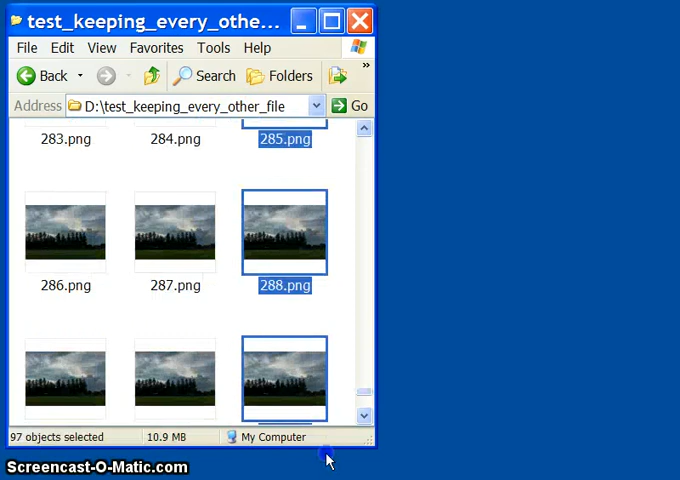 test_keeping_every_othe...
File Edit View Favorites Tools Help
Back Search Folders »
Address D:\test_keeping_every_other_file Go
283.png 284.png 285.png
286.png 287.png 288.png
97 objects selected 10.9 MB My Computer
Screencast-O-Matic.com